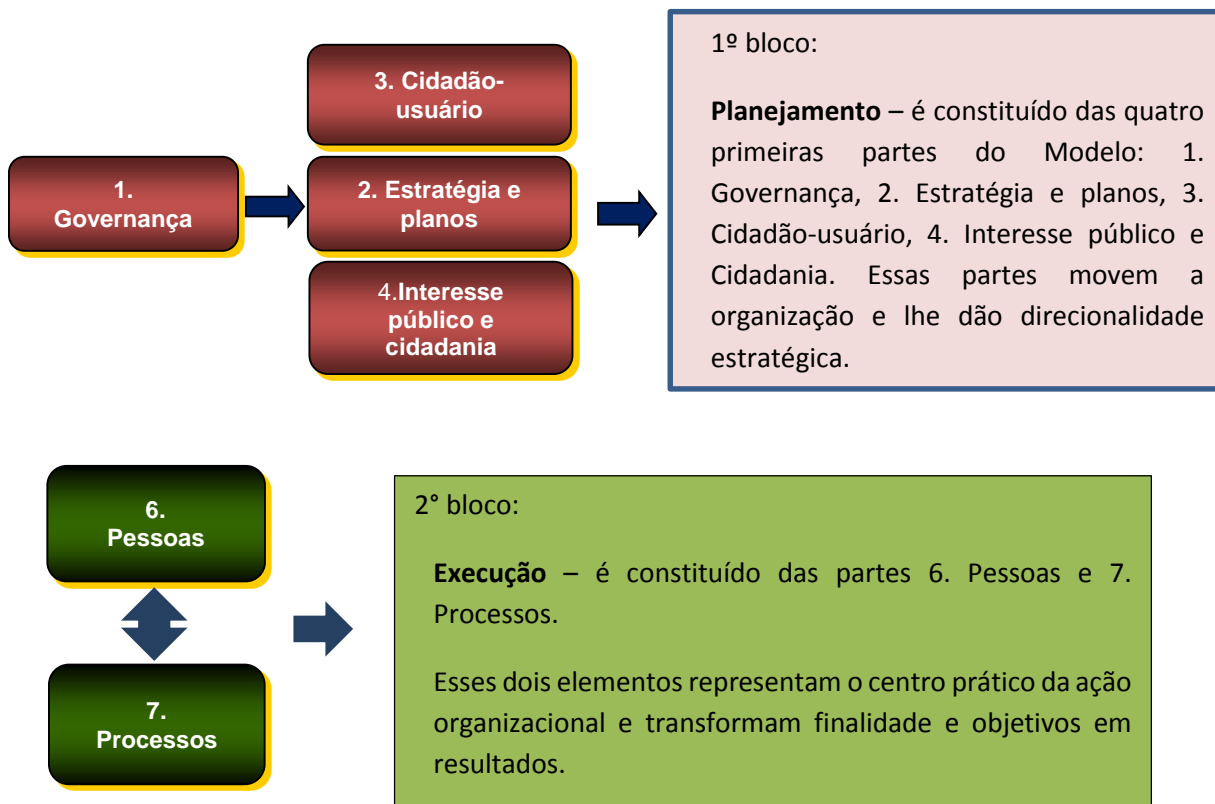 3. Cidadão-
usuário
1.
Governança
2. Estratégia e
planos
4.Interesse
público e
cidadania
1º bloco:
Planejamento – é constituído das quatro
primeiras partes do Modelo: 1.
Governança, 2. Estratégia e planos, 3.
Cidadão-usuário, 4. Interesse público e
Cidadania. Essas partes movem a
organização e lhe dão direcionalidade
estratégica.
6.
Pessoas
7.
Processos
2° bloco:
Execução – é constituído das partes 6. Pessoas e 7.
Processos.
Esses dois elementos representam o centro prático da ação
organizacional e transformam finalidade e objetivos em
resultados.